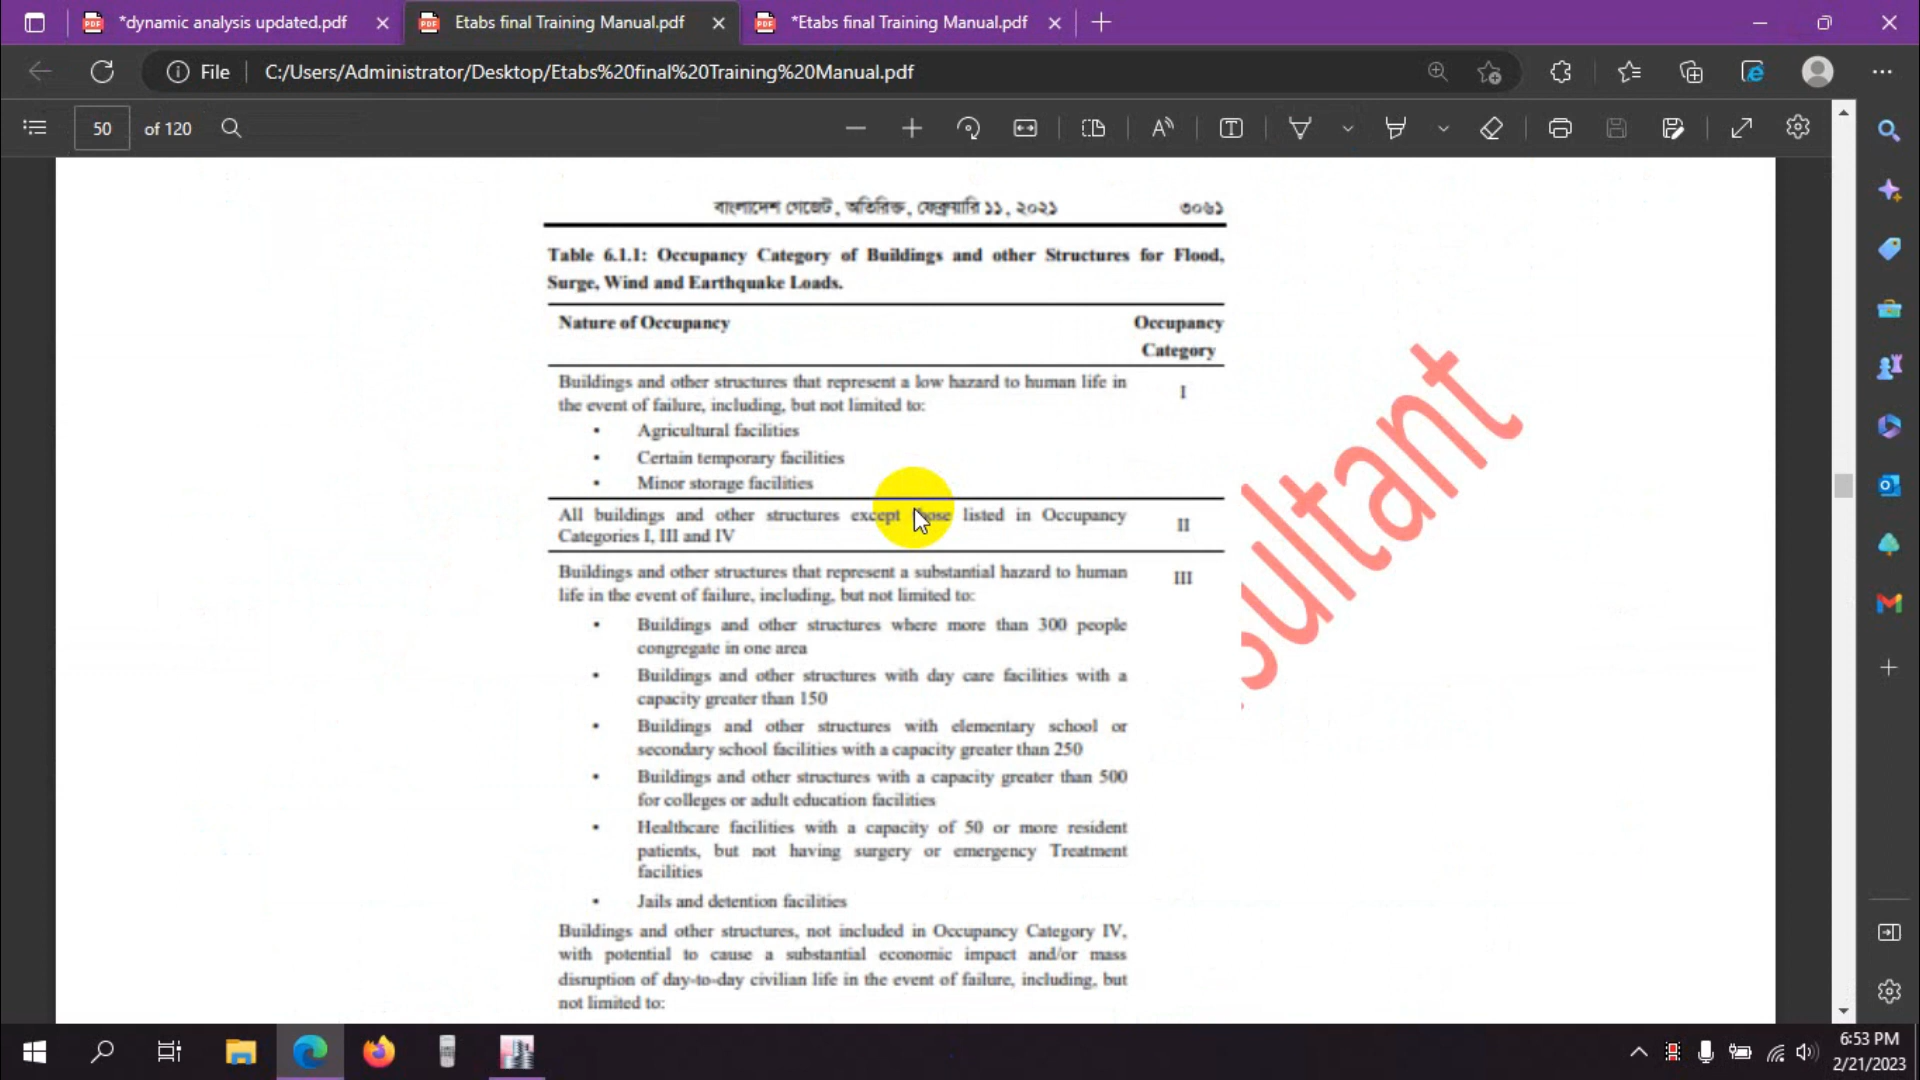 *dynamic analysis updated.pdf
Etabs final Training Manual.pdf
*Etabs final Training Manual.pdf
File
C:/Users/Administrator/Desktop/Etabs%20final%20Training%20Manual.pdf
50 of 120
বাংলাদেশ গেজেট, অতিরিক্ত, ফেব্রুয়ারি ১১, ২০২১ ৩০৬১
Table 6.1.1: Occupancy Category of Buildings and other Structures for Flood,
Surge, Wind and Earthquake Loads.
Nature of Occupancy
Occupancy
Category
Buildings and other structures that represent a low hazard to human life in
the event of failure, including, but not limited to:
I
• Agricultural facilities
• Certain temporary facilities
• Minor storage facilities
All buildings and other structures except those listed in Occupancy
Categories I, III and IV
II
Buildings and other structures that represent a substantial hazard to human
life in the event of failure, including, but not limited to:
III
• Buildings and other structures where more than 300 people
congregate in one area
• Buildings and other structures with day care facilities with a
capacity greater than 150
• Buildings and other structures with elementary school or
secondary school facilities with a capacity greater than 250
• Buildings and other structures with a capacity greater than 500
for colleges or adult education facilities
• Healthcare facilities with a capacity of 50 or more resident
patients, but not having surgery or emergency Treatment
facilities
• Jails and detention facilities
Buildings and other structures, not included in Occupancy Category IV,
with potential to cause a substantial economic impact and/or mass
disruption of day-to-day civilian life in the event of failure, including, but
not limited to:
sultant
6:53 PM
2/21/2023